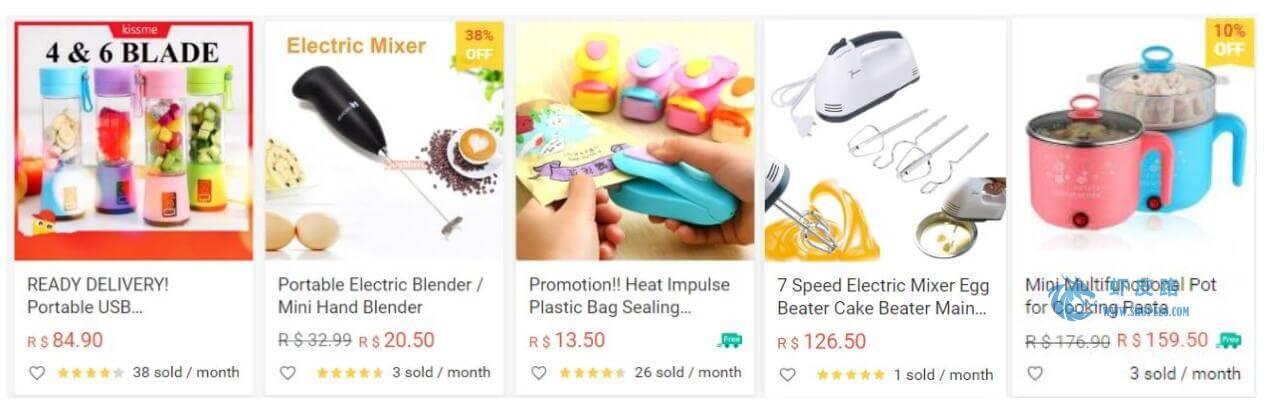 kissme
4 & 6 BLADE
READY DELIVERY!
Portable USB...
R$84.90
38 sold / month
Electric Mixer
38%
OFF
Portable Electric Blender /
Mini Hand Blender
R$32.99 R$20.50
3 sold / month
Promotion!! Heat Impulse
Plastic Bag Sealing...
R$13.50
Free
26 sold / month
7 Speed Electric Mixer Egg
Beater Cake Beater Main...
R$126.50
1 sold / month
10%
OFF
Mini Multifunctional Pot
for Cooking Pasta
虾皮路
R$176.90 R$159.50
Free
3 sold / month